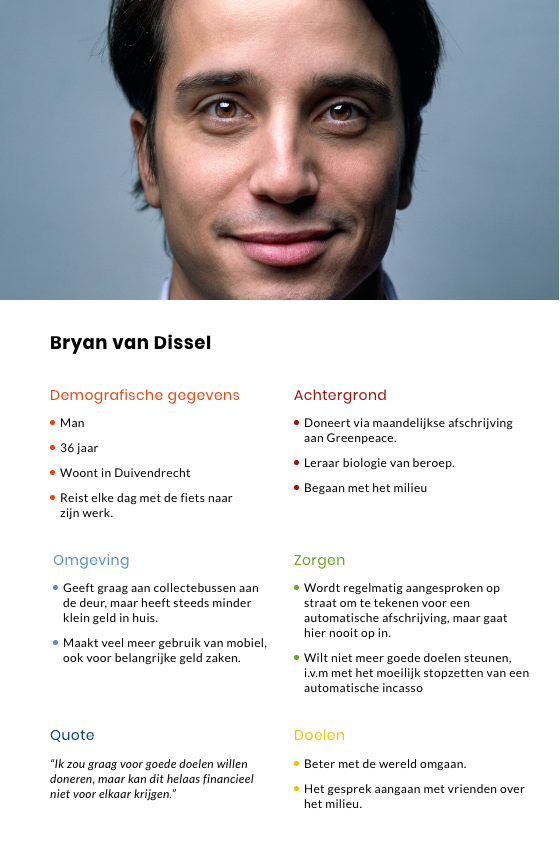 Bryan van Dissel
Demografische gegevens
Man
36 jaar
Woont in Duivendrecht
Reist elke dag met de fiets naar
zijn werk.
Achtergrond
Doneert via maandelijkse afschrijving
aan Greenpeace.
Leraar biologie van beroep.
Begaan met het milieu
Omgeving
Geeft graag aan collectebussen aan
de deur, maar heeft steeds minder
klein geld in huis.
Maakt veel meer gebruik van mobiel,
ook voor belangrijke geld zaken.
Zorgen
Wordt regelmatig aangesproken op
straat om te tekenen voor een
automatische afschrijving, maar gaat
hier nooit op in.
Wilt niet meer goede doelen steunen,
i.v.m met het moeilijk stopzetten van een
automatische incasso
Quote
“Ik zou graag voor goede doelen willen
doneren, maar kan dit helaas financieel
niet voor elkaar krijgen.”
Doelen
Beter met de wereld omgaan.
Het gesprek aangaan met vrienden over
het milieu.